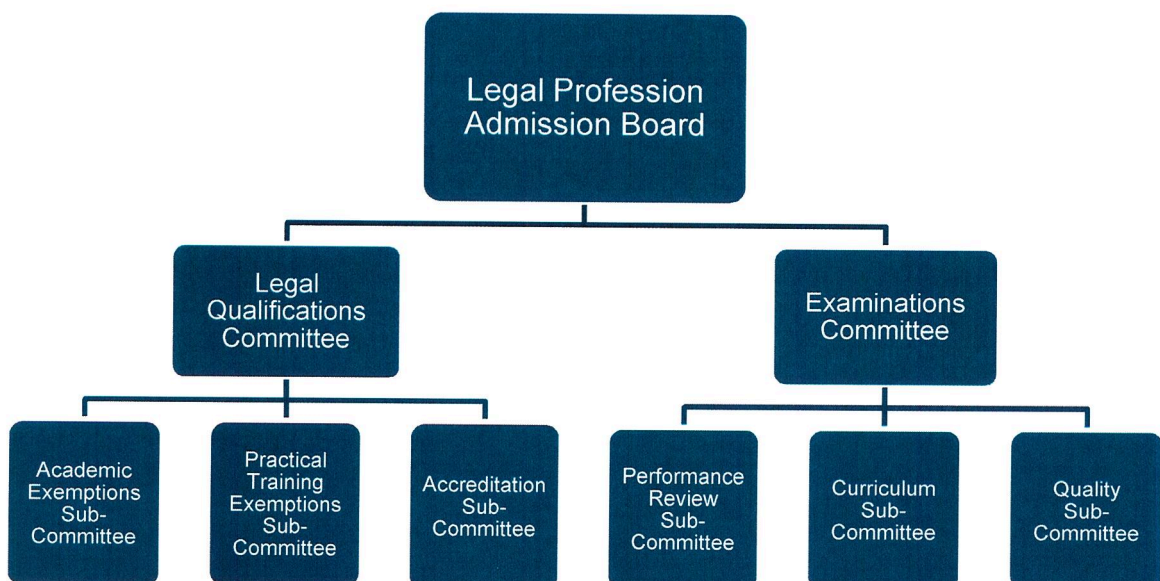 Legal Profession
Admission Board
Legal
Qualifications
Committee
Examinations
Committee
Academic
Exemptions
Sub-
Committee
Practical
Training
Exemptions
Sub-
Committee
Accreditation
Sub-
Committee
Performance
Review
Sub-
Committee
Curriculum
Sub-
Committee
Quality
Sub-
Committee